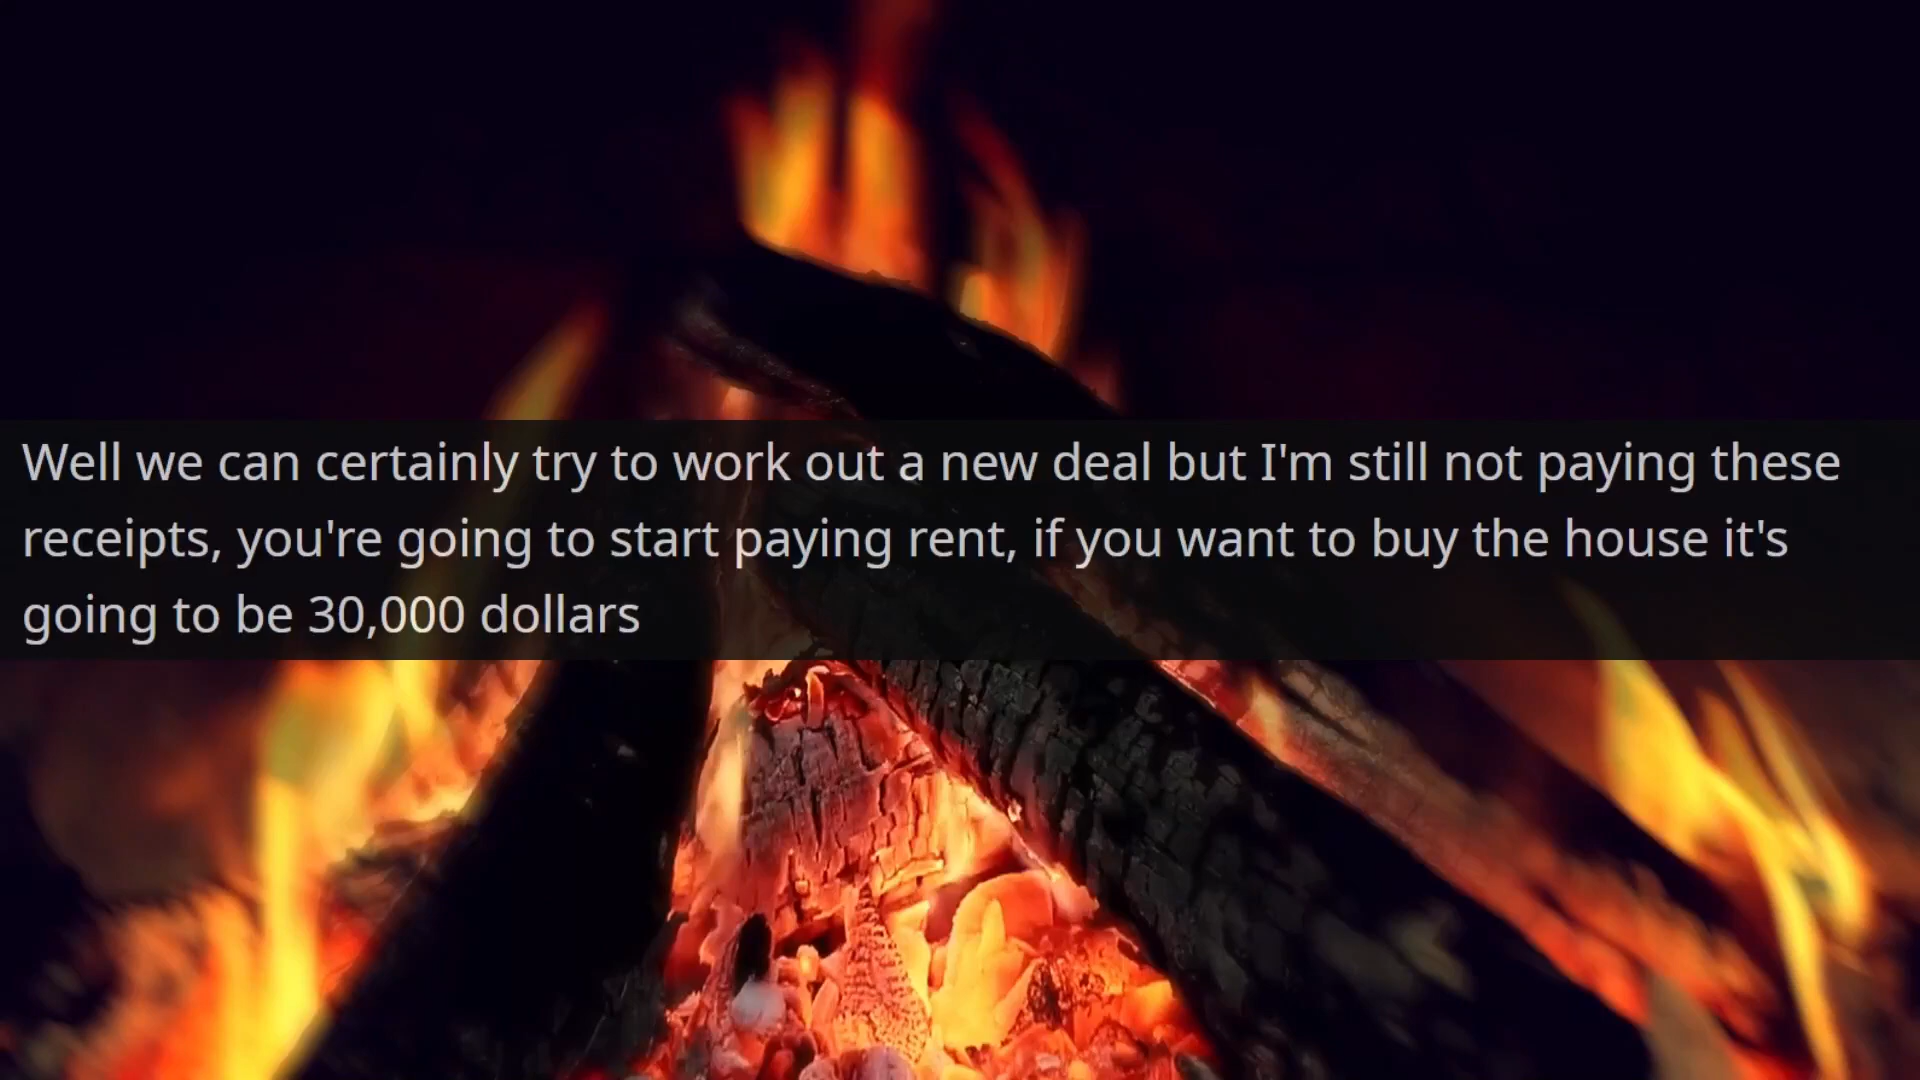 Well we can certainly try to work out a new deal but I'm still not paying these
receipts, you're going to start paying rent, if you want to buy the house it's
going to be 30,000 dollars